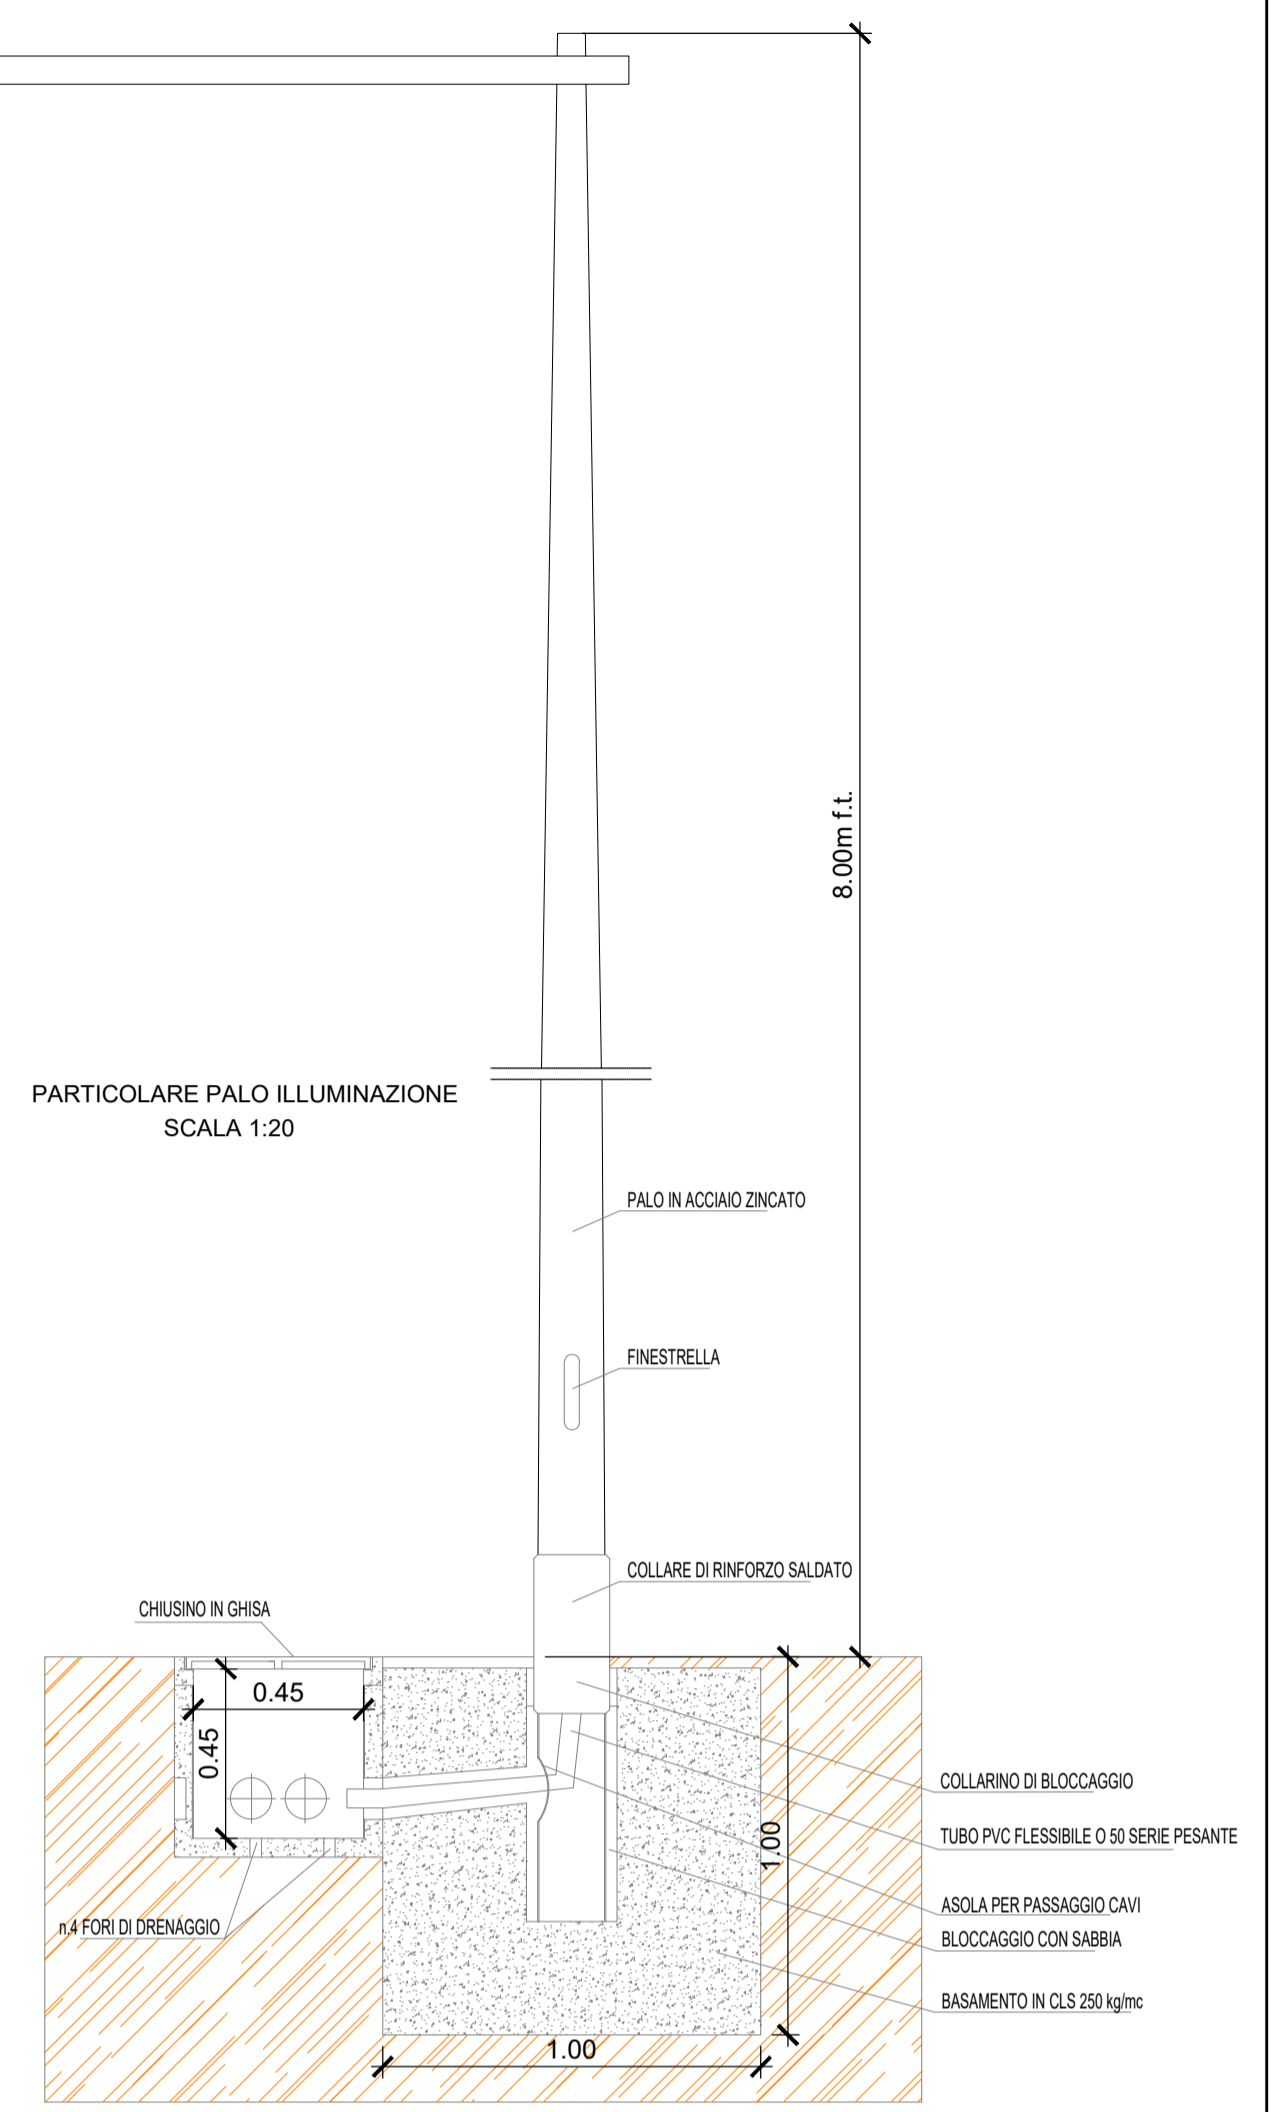 8.00m f.t.
PARTICOLARE PALO ILLUMINAZIONE
SCALA 1:20
PALO IN ACCIAIO ZINCATO
FINESTRELLA
COLLARE DI RINFORZO SALDATO
CHIUSINO IN GHISA
0.45
0.45
COLLARINO DI BLOCCAGGIO
TUBO PVC FLESSIBILE O 50 SERIE PESANTE
1.00
ASOLA PER PASSAGGIO CAVI
n.4 FORI DI DRENAGGIO
BLOCCAGGIO CON SABBIA
BASAMENTO IN CLS 250 kg/mc
1.00